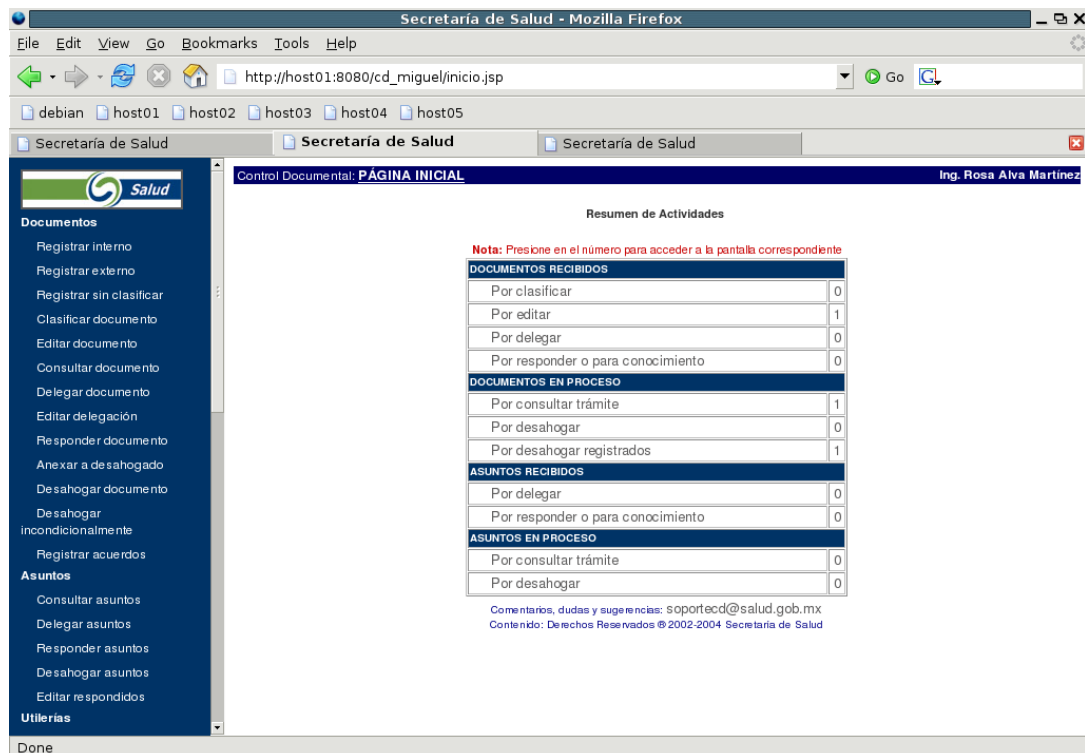 Secretaría de Salud - Mozilla Firefox
File Edit View Go Bookmarks Tools Help
http://host01:8080/cd_miguel/inicio.jsp Go G
debian host01 host02 host03 host04 host05
Secretaría de Salud Secretaría de Salud Secretaría de Salud
Salud
Documentos
Registrar interno
Registrar externo
Registrar sin clasificar
Clasificar documento
Editar documento
Consultar documento
Delegar documento
Editar delegación
Responder documento
Anexar a desahogado
Desahogar documento
Desahogar
incondicionalmente
Registrar acuerdos
Asuntos
Consultar asuntos
Delegar asuntos
Responder asuntos
Desahogar asuntos
Editar respondidos
Utilerías
Control Documental: PÁGINA INICIAL Ing. Rosa Alva Martínez
Resumen de Actividades
Nota: Presione en el número para acceder a la pantalla correspondiente
DOCUMENTOS RECIBIDOS
Por clasificar 0
Por editar 1
Por delegar 0
Por responder o para conocimiento 0
DOCUMENTOS EN PROCESO
Por consultar trámite 1
Por desahogar 0
Por desahogar registrados 1
ASUNTOS RECIBIDOS
Por delegar 0
Por responder o para conocimiento 0
ASUNTOS EN PROCESO
Por consultar trámite 0
Por desahogar 0
Comentarios, dudas y sugerencias: soportecd@salud.gob.mx
Contenido: Derechos Reservados ® 2002-2004 Secretaría de Salud
Done